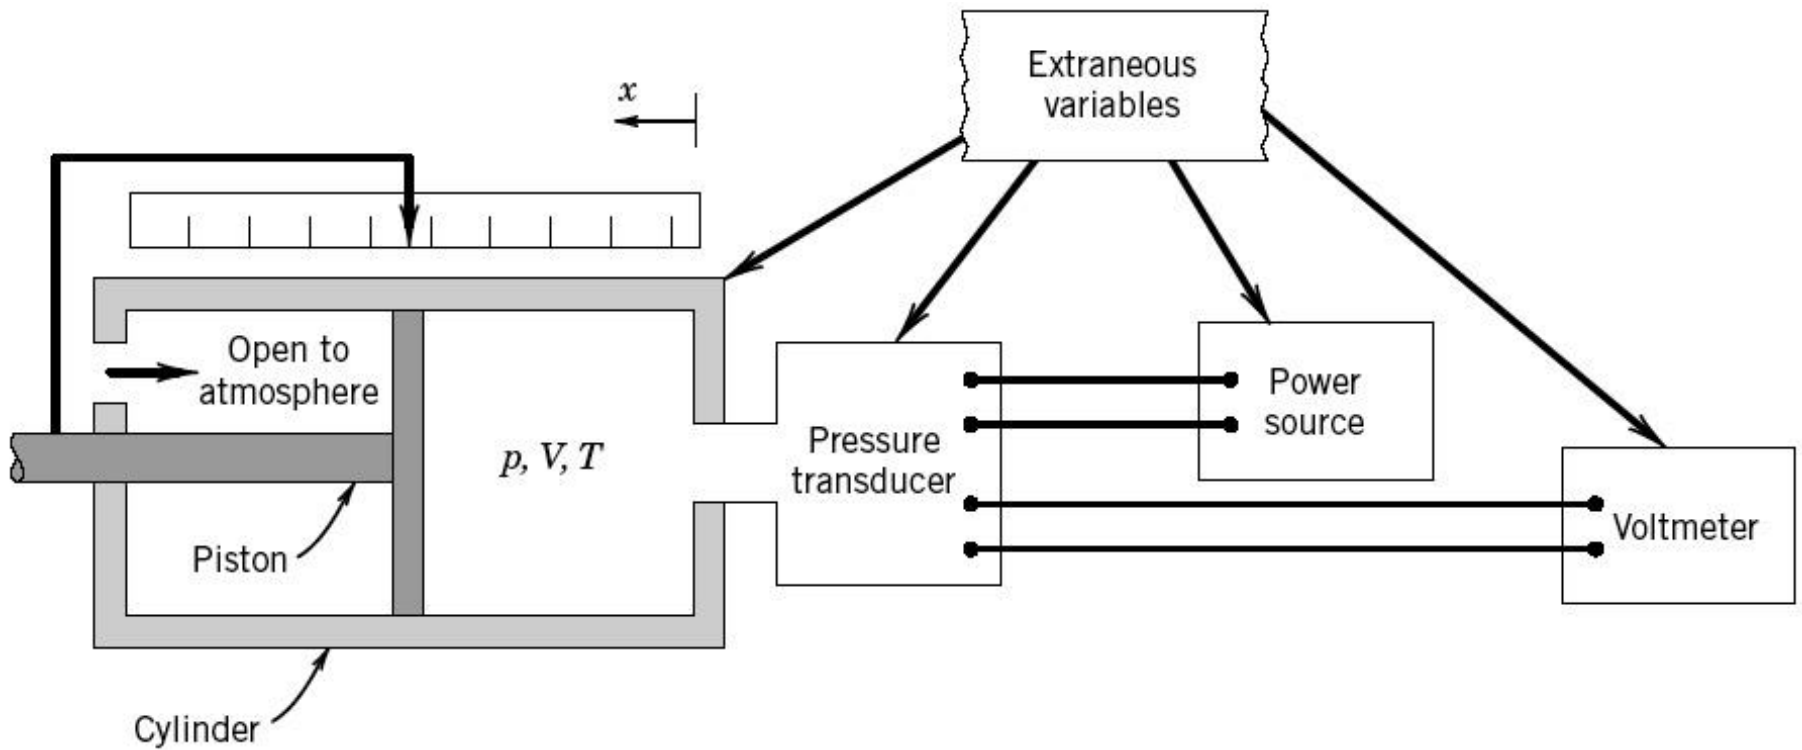 x
Extraneous
variables
Open to
atmosphere
p, V, T
Pressure
transducer
Power
source
Voltmeter
Piston
Cylinder